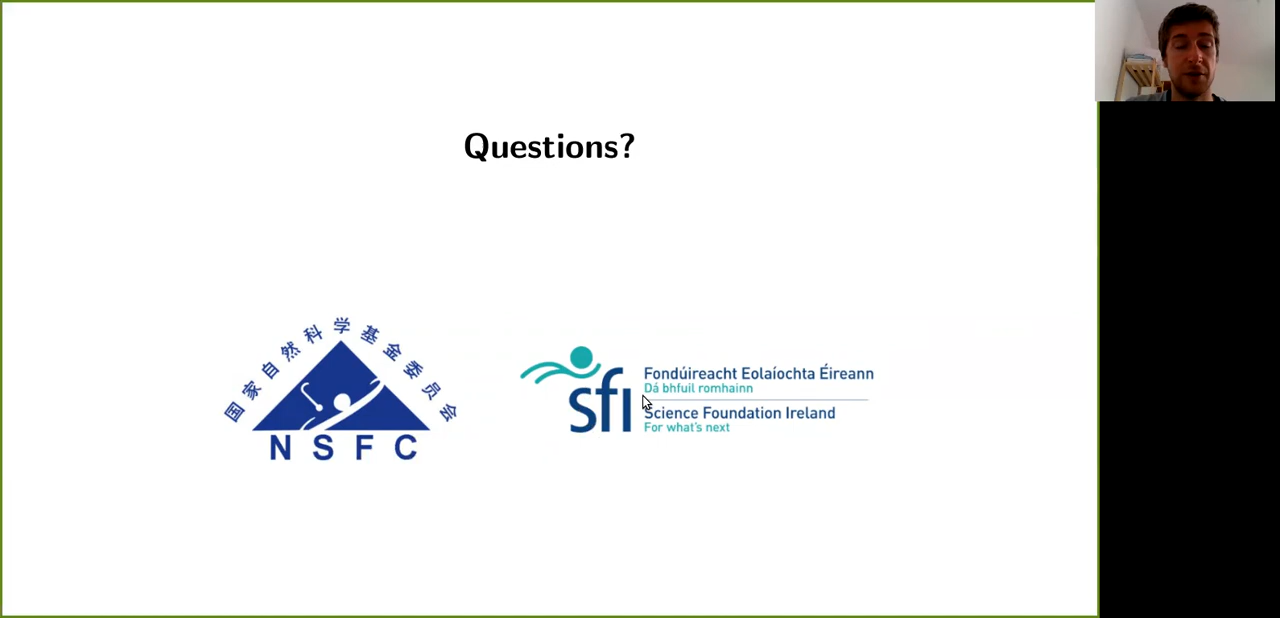 Questions?
国家自然科学基金委员会
NSFC
sfi
Fondúireacht Eolaíochta Éireann
Dá bhfuil romhainn
Science Foundation Ireland
For what's next